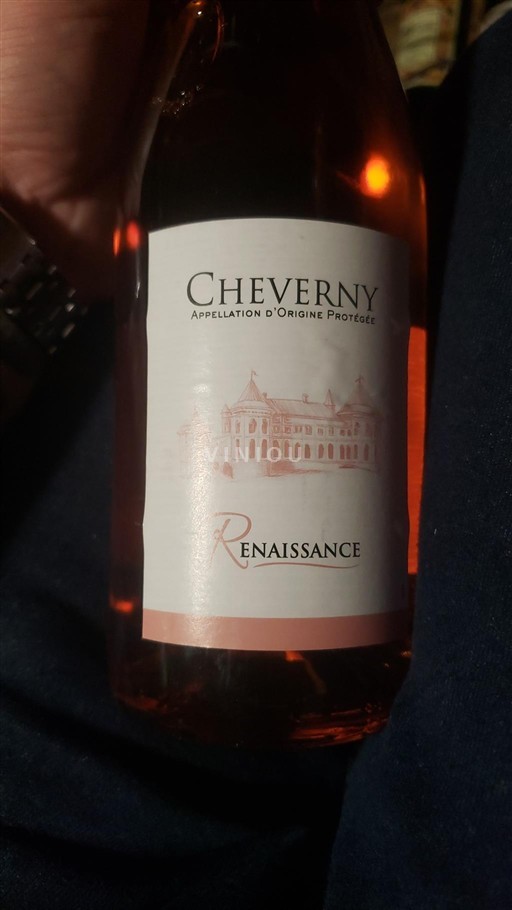 CHEVERNY
APPELLATION D'ORIGINE PROTÉGÉE
VINIOU
RENAISSANCE